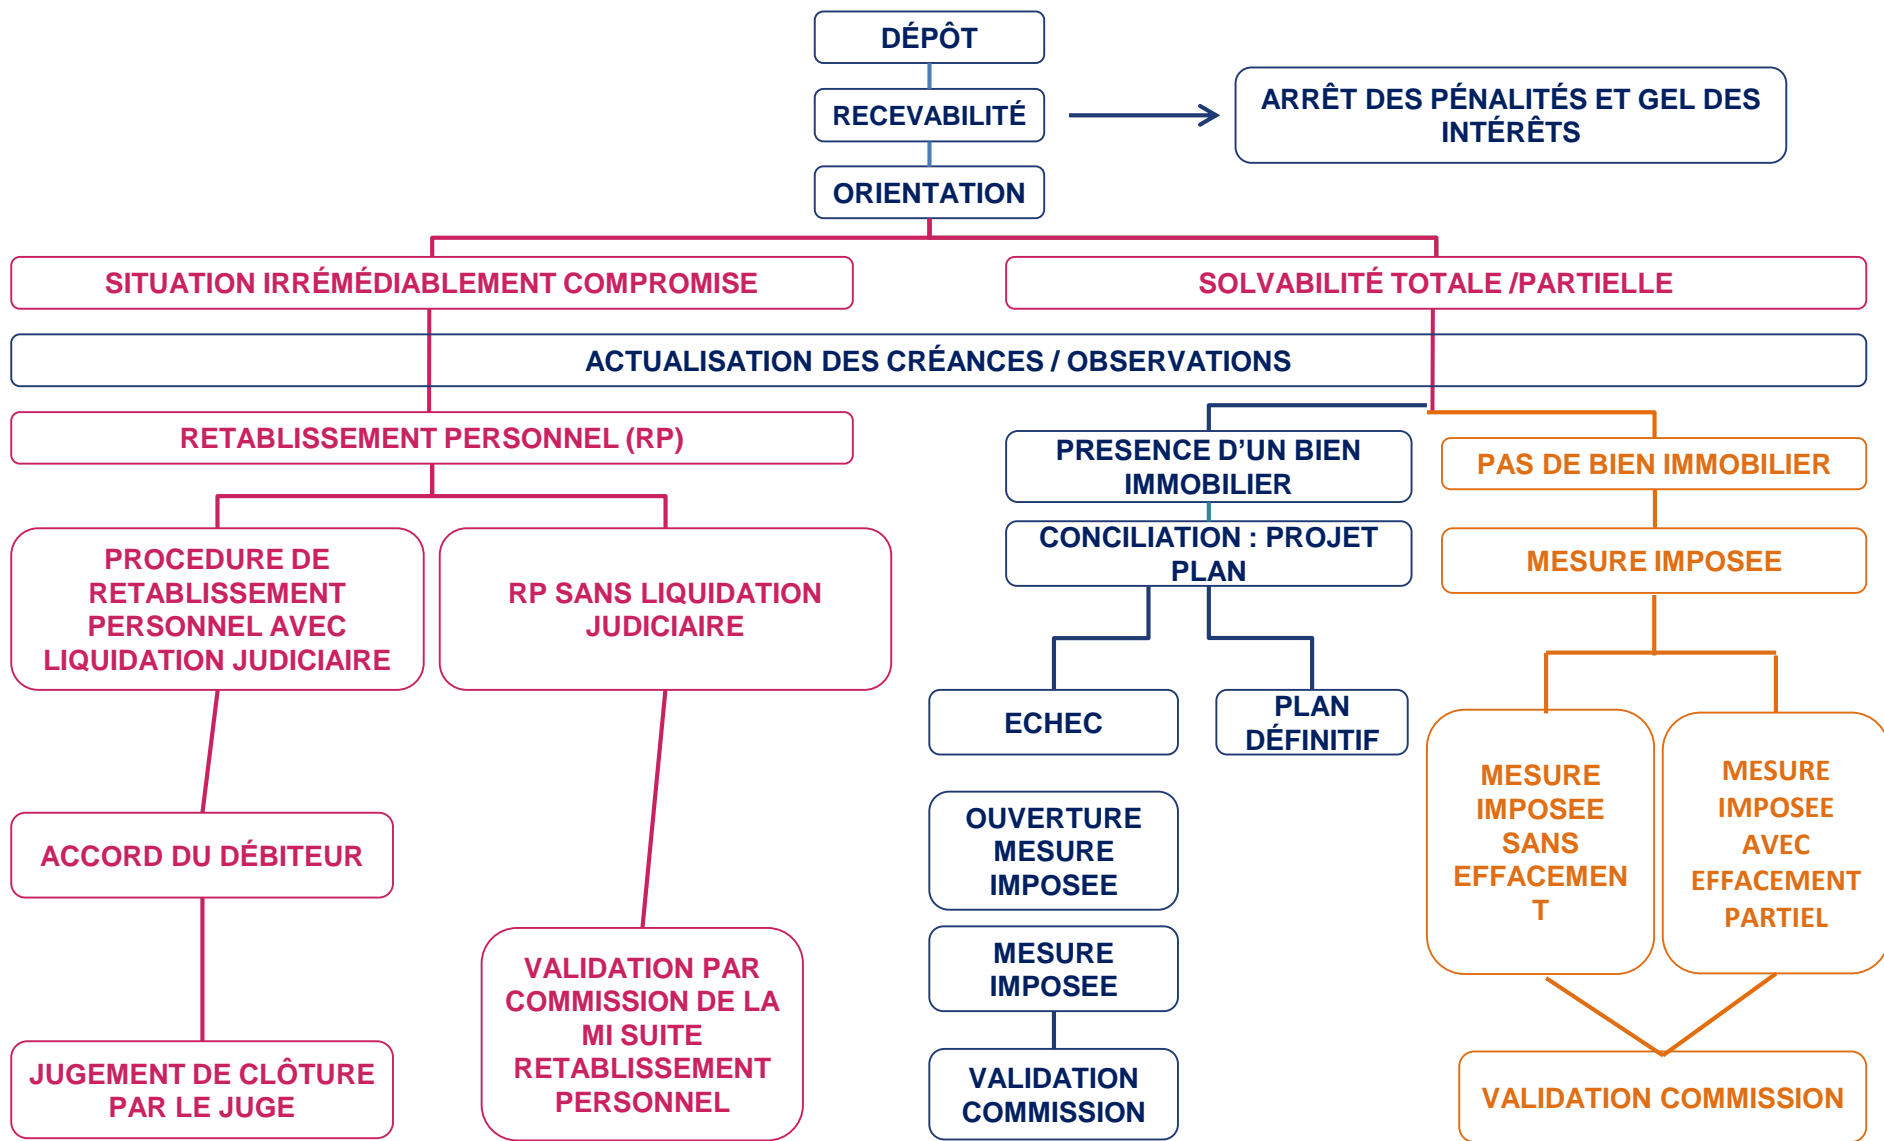 DÉPÔT
RECEVABILITÉ
ARRÊT DES PÉNALITÉS ET GEL DES
INTÉRÊTS
ORIENTATION
SITUATION IRRÉMÉDIABLEMENT COMPROMISE
SOLVABILITÉ TOTALE /PARTIELLE
ACTUALISATION DES CRÉANCES / OBSERVATIONS
RETABLISSEMENT PERSONNEL (RP)
PROCEDURE DE
RETABLISSEMENT
PERSONNEL AVEC
LIQUIDATION JUDICIAIRE
RP SANS LIQUIDATION
JUDICIAIRE
ACCORD DU DÉBITEUR
JUGEMENT DE CLÔTURE
PAR LE JUGE
VALIDATION PAR
COMMISSION DE LA
MI SUITE
RETABLISSEMENT
PERSONNEL
PRESENCE D’UN BIEN
IMMOBILIER
CONCILIATION : PROJET
PLAN
ECHEC
PLAN
DÉFINITIF
OUVERTURE
MESURE
IMPOSEE
MESURE
IMPOSEE
VALIDATION
COMMISSION
PAS DE BIEN IMMOBILIER
MESURE IMPOSEE
MESURE
IMPOSEE
SANS
EFFACEMEN
T
MESURE
IMPOSEE
AVEC
EFFACEMENT
PARTIEL
VALIDATION COMMISSION